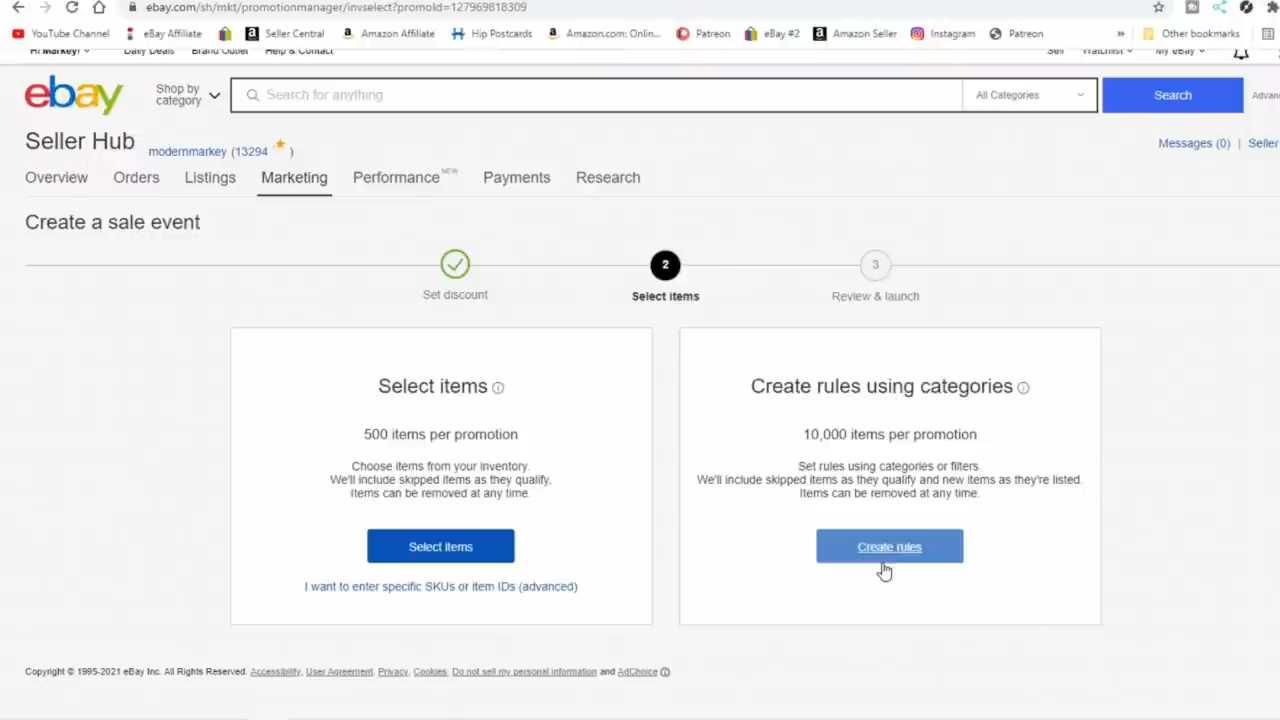 ebay.com/sh/mkt/promotionmanager/invselect?promoId=127969818309
YouTube Channel eBay Affiliate Seller Central Amazon Affiliate Hip Postcards Amazon.com: Onlin... Patreon eBay #2 Amazon Seller Instagram Patreon » Other bookmarks
Hi Markey! Daily Deals Brand Outlet Help & Contact Sell Watchlist My eBay
ebay Shop by category Search for anything All Categories Search
Seller Hub modernmarkey (13294 ) Messages (0) | Seller
Overview Orders Listings Marketing Performance NEW Payments Research
Create a sale event
2 3
Set discount Select items Review & launch
Select items
500 items per promotion
Choose items from your inventory.
We'll include skipped items as they qualify.
Items can be removed at any time.
Select items
I want to enter specific SKUs or item IDs (advanced)
Create rules using categories
10,000 items per promotion
Set rules using categories or filters.
We'll include skipped items as they qualify and new items as they're listed.
Items can be removed at any time.
Create rules
Copyright © 1995-2021 eBay Inc. All Rights Reserved. Accessibility, User Agreement, Privacy, Cookies, Do not sell my personal information and AdChoice